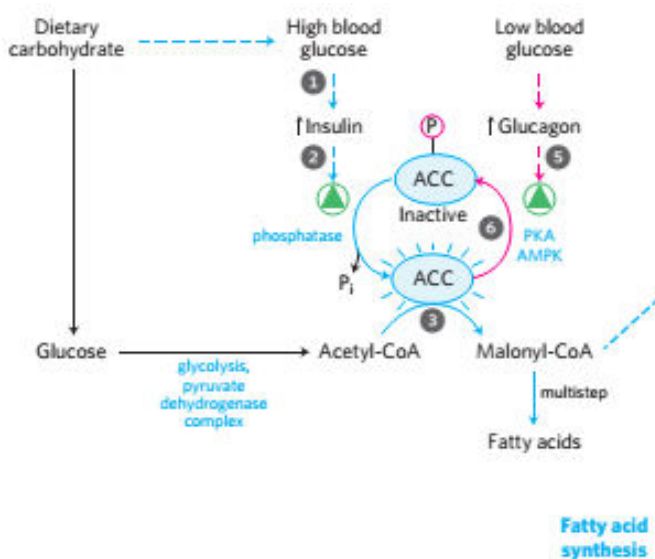 Dietary
carbohydrate
High blood
glucose
Low blood
glucose
1
↑Insulin
P
↑Glucagon
2
5
ACC
Inactive
phosphatase
6
PKA
AMPK
Pi
ACC
3
Glucose
Acetyl-CoA
Malonyl-CoA
glycolysis,
pyruvate
dehydrogenase
complex
multistep
Fatty acids
Fatty acid
synthesis